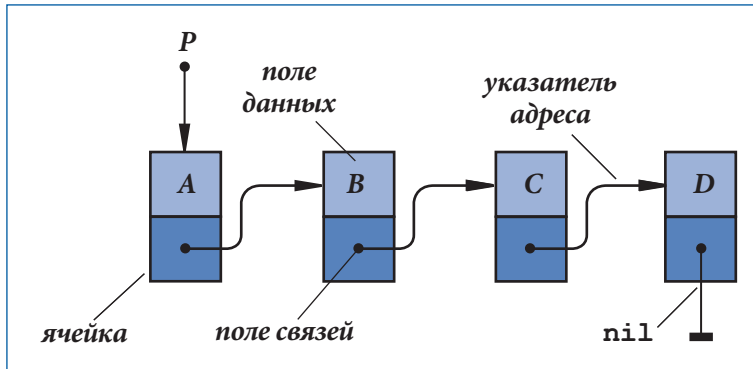 P
поле
данных
указатель
адреса
A
B
C
D
ячейка
поле связей
nil